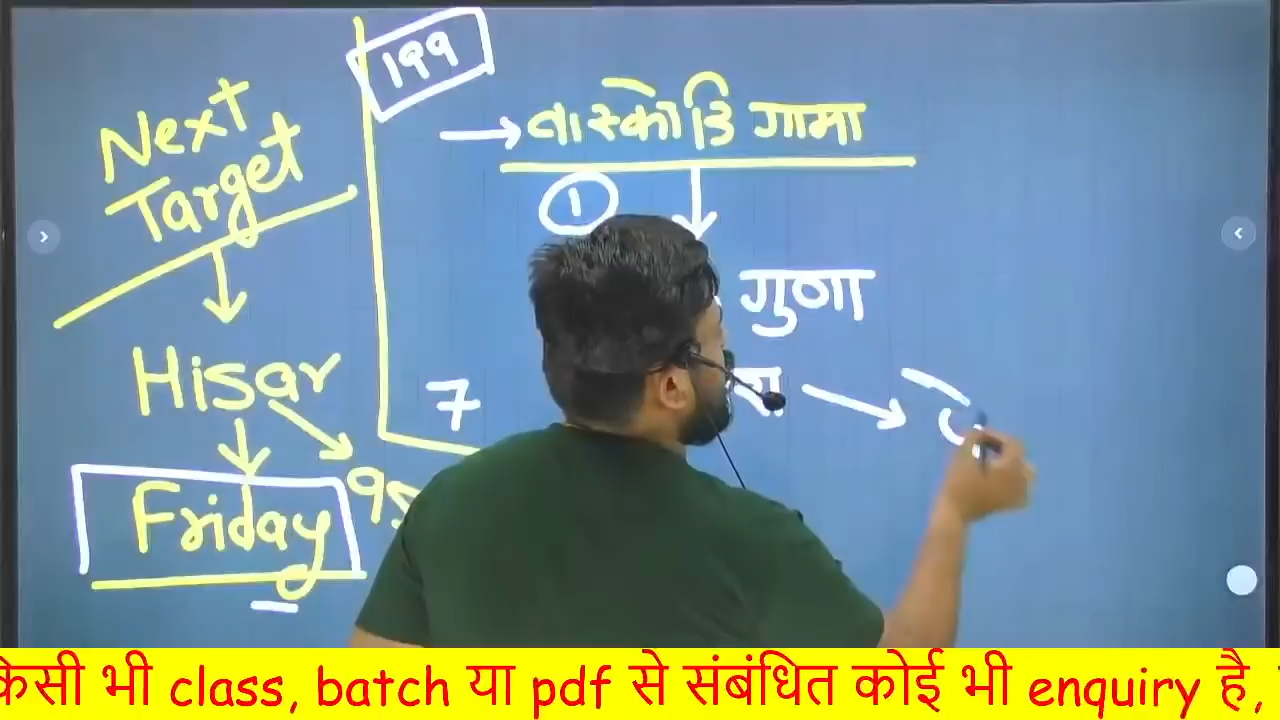 199
Next
Target
→ वास्कोडि गामा
1
गुणा
Hisar
7
Friday
किसी भी class, batch या pdf से संबंधित कोई भी enquiry है,